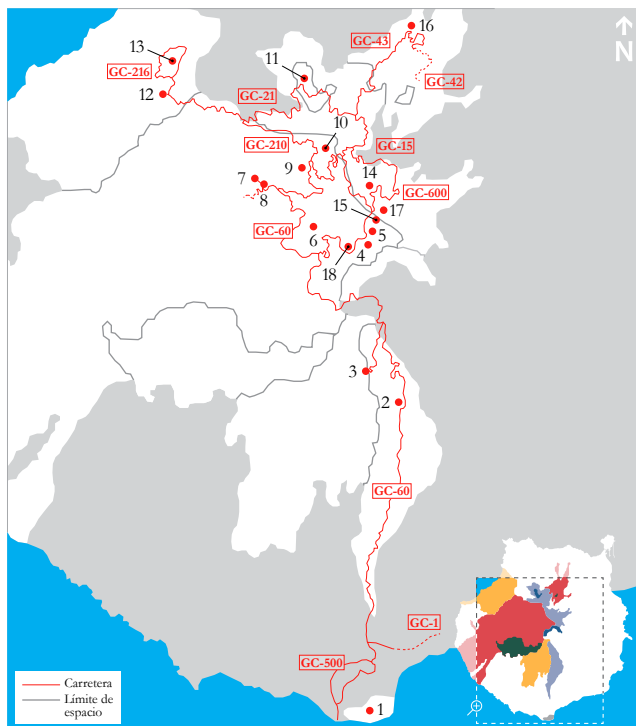 16
N
GC-43
13
11
GC-216
GC-42
12
GC-21
10
GC-210
GC-15
9
14
7
8
GC-600
15
17
GC-60
6
5
4
18
3
2
GC-60
GC-1
GC-500
Carretera
Límite de
espacio
1